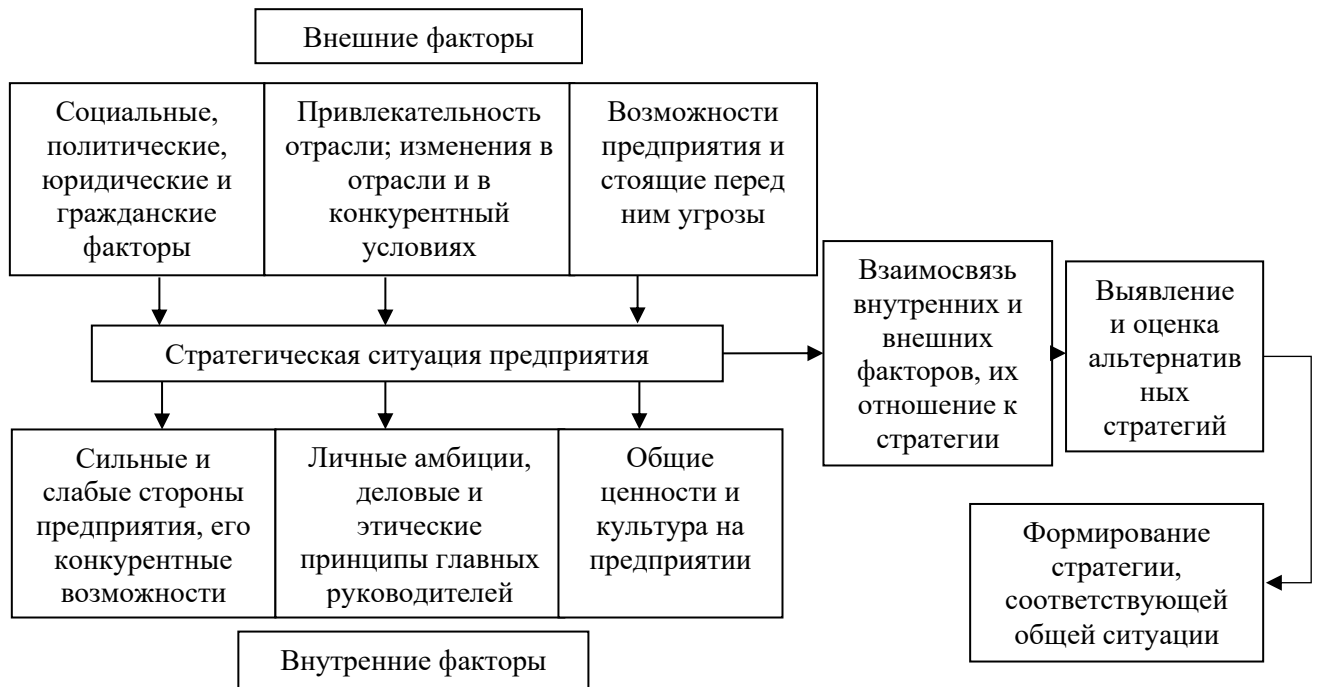 Внешние факторы
Социальные,
политические,
юридические и
гражданские
факторы
Привлекательность
отрасли; изменения в
отрасли и в
конкурентный
условиях
Возможности
предприятия и
стоящие перед
ним угрозы
Стратегическая ситуация предприятия
Взаимосвязь
внутренних и
внешних
факторов, их
отношение к
стратегии
Выявление
и оценка
альтернатив
ных
стратегий
Сильные и
слабые стороны
предприятия, его
конкурентные
возможности
Личные амбиции,
деловые и
этические
принципы главных
руководителей
Общие
ценности и
культура на
предприятии
Формирование
стратегии,
соответствующей
общей ситуации
Внутренние факторы